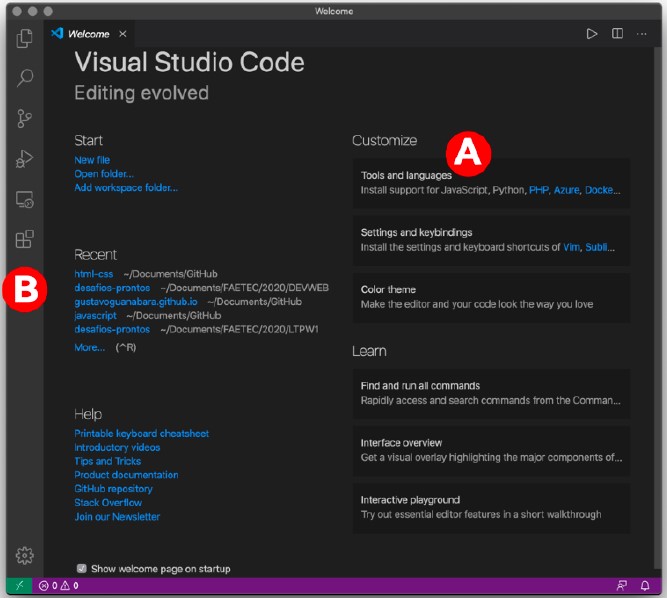 Welcome
Welcome
Visual Studio Code
Editing evolved
Start
New file
Open folder...
Add workspace folder...
Recent
html-css ~/Documents/GitHub
desafios-prontos ~/Documents/FAETEC/2020/DEVWEB
gustavoguanabara.github.io ~/Documents/GitHub
javascript ~/Documents/GitHub
desafios-prontos ~/Documents/FAETEC/2020/LTPW1
More... (^R)
Help
Printable keyboard cheatsheet
Introductory videos
Tips and Tricks
Product documentation
GitHub repository
Stack Overflow
Join our Newsletter
Customize
A
Tools and languages
Install support for JavaScript, Python, PHP, Azure, Docke...
Settings and keybindings
Install the settings and keyboard shortcuts of Vim, Subli...
Color theme
Make the editor and your code look the way you love
Learn
Find and run all commands
Rapidly access and search commands from the Comman...
Interface overview
Get a visual overlay highlighting the major components of...
Interactive playground
Try out essential editor features in a short walkthrough
B
Show welcome page on startup
0 0